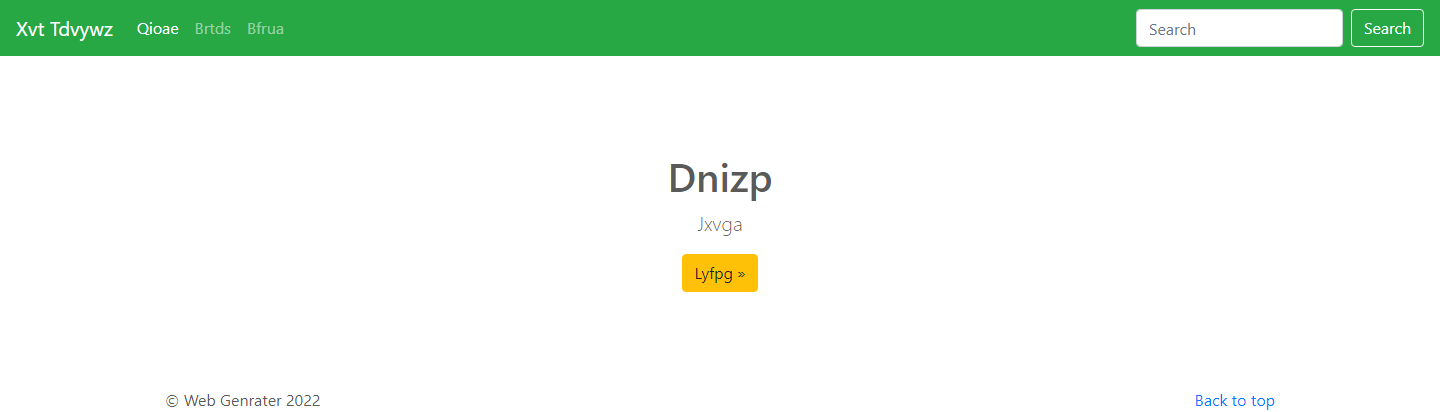 Xvt Tdvywz Qioae Brtds Bfrua Search Search
Dnizp
Jxvga
Lyfpg »
© Web Genrater 2022 Back to top